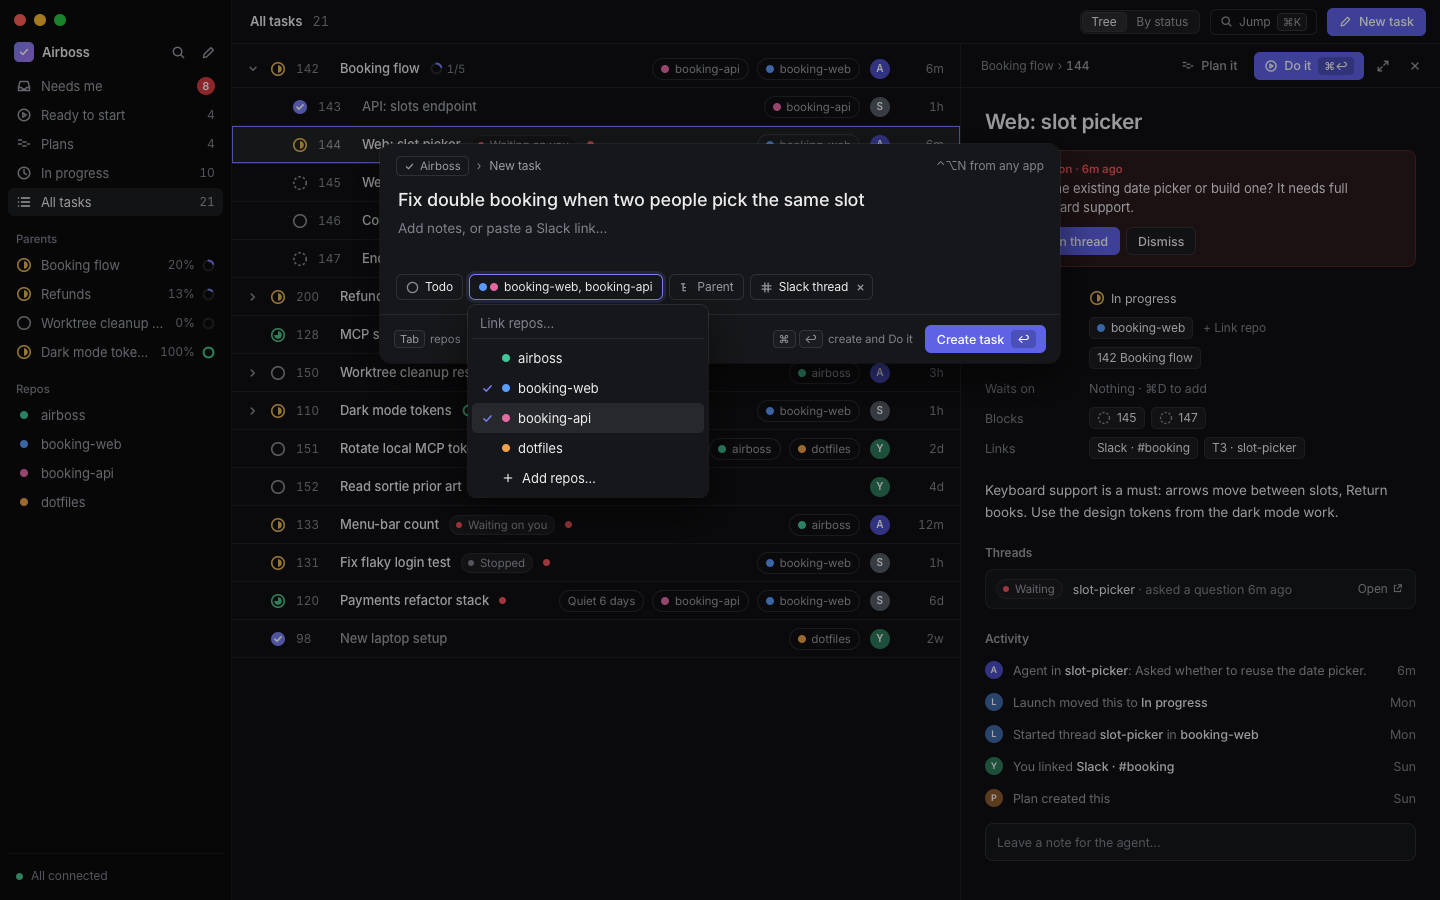 Airboss
Needs me 8
Ready to start 4
Plans 4
In progress 10
All tasks 21
Parents
Booking flow 20%
Refunds 13%
Worktree cleanup ... 0%
Dark mode toke... 100%
Repos
airboss
booking-web
booking-api
dotfiles
All connected
All tasks 21
Tree By status
Jump ⌘K
New task
142 Booking flow 1/5 booking-api booking-web A 6m
143 API: slots endpoint booking-api S 1h
144 Web: slot picker Waiting on you booking-web A 6m
145 We
146 Co
147 En
200 Refun
128 MCP s
150 Worktree cleanup res airboss A 3h
110 Dark mode tokens booking-web S 1h
151 Rotate local MCP tok airboss dotfiles Y 2d
152 Read sortie prior art Y 4d
133 Menu-bar count Waiting on you airboss A 12m
131 Fix flaky login test Stopped booking-web S 1h
120 Payments refactor stack Quiet 6 days booking-api booking-web S 6d
98 New laptop setup dotfiles Y 2w
Airboss › New task ^⌥N from any app
Fix double booking when two people pick the same slot
Add notes, or paste a Slack link...
Todo booking-web, booking-api Parent Slack thread ×
Tab repos ⌘ ↩ create and Do it Create task ↩
Link repos...
airboss
booking-web
booking-api
dotfiles
+ Add repos...
Booking flow › 144 Plan it Do it ⌘↩ ×
Web: slot picker
on · 6m ago
e existing date picker or build one? It needs full
ard support.
n thread Dismiss
In progress
booking-web + Link repo
142 Booking flow
Waits on Nothing · ⌘D to add
Blocks 145 147
Links Slack · #booking T3 · slot-picker
Keyboard support is a must: arrows move between slots, Return
books. Use the design tokens from the dark mode work.
Threads
Waiting slot-picker · asked a question 6m ago Open
Activity
A Agent in slot-picker: Asked whether to reuse the date picker. 6m
L Launch moved this to In progress Mon
L Started thread slot-picker in booking-web Mon
Y You linked Slack · #booking Sun
P Plan created this Sun
Leave a note for the agent...